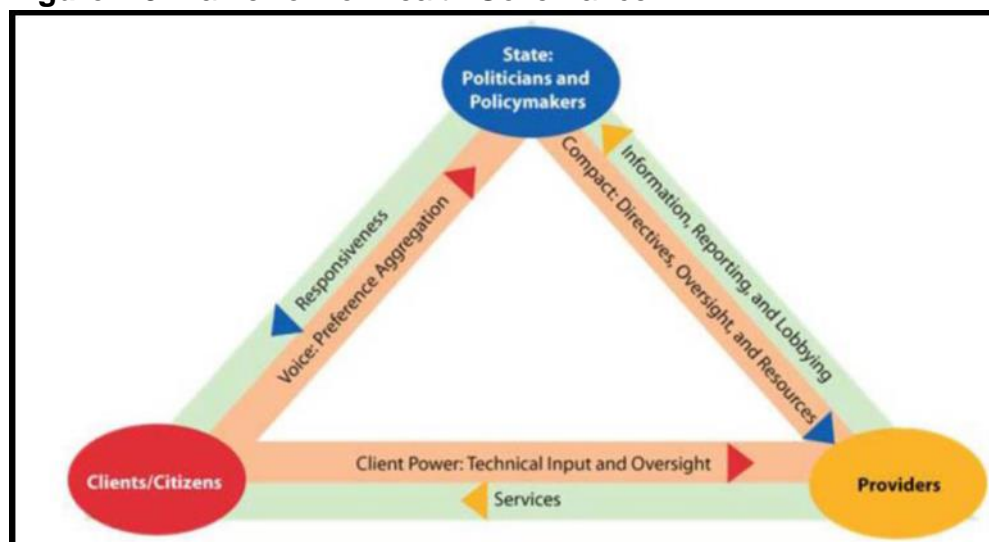 State:
Politicians and
Policymakers
Responsiveness
Voice: Preference Aggregation
Compact: Directives, Oversight, and Resources
Information, Reporting, and Lobbying
Clients/Citizens
Client Power: Technical Input and Oversight
Services
Providers